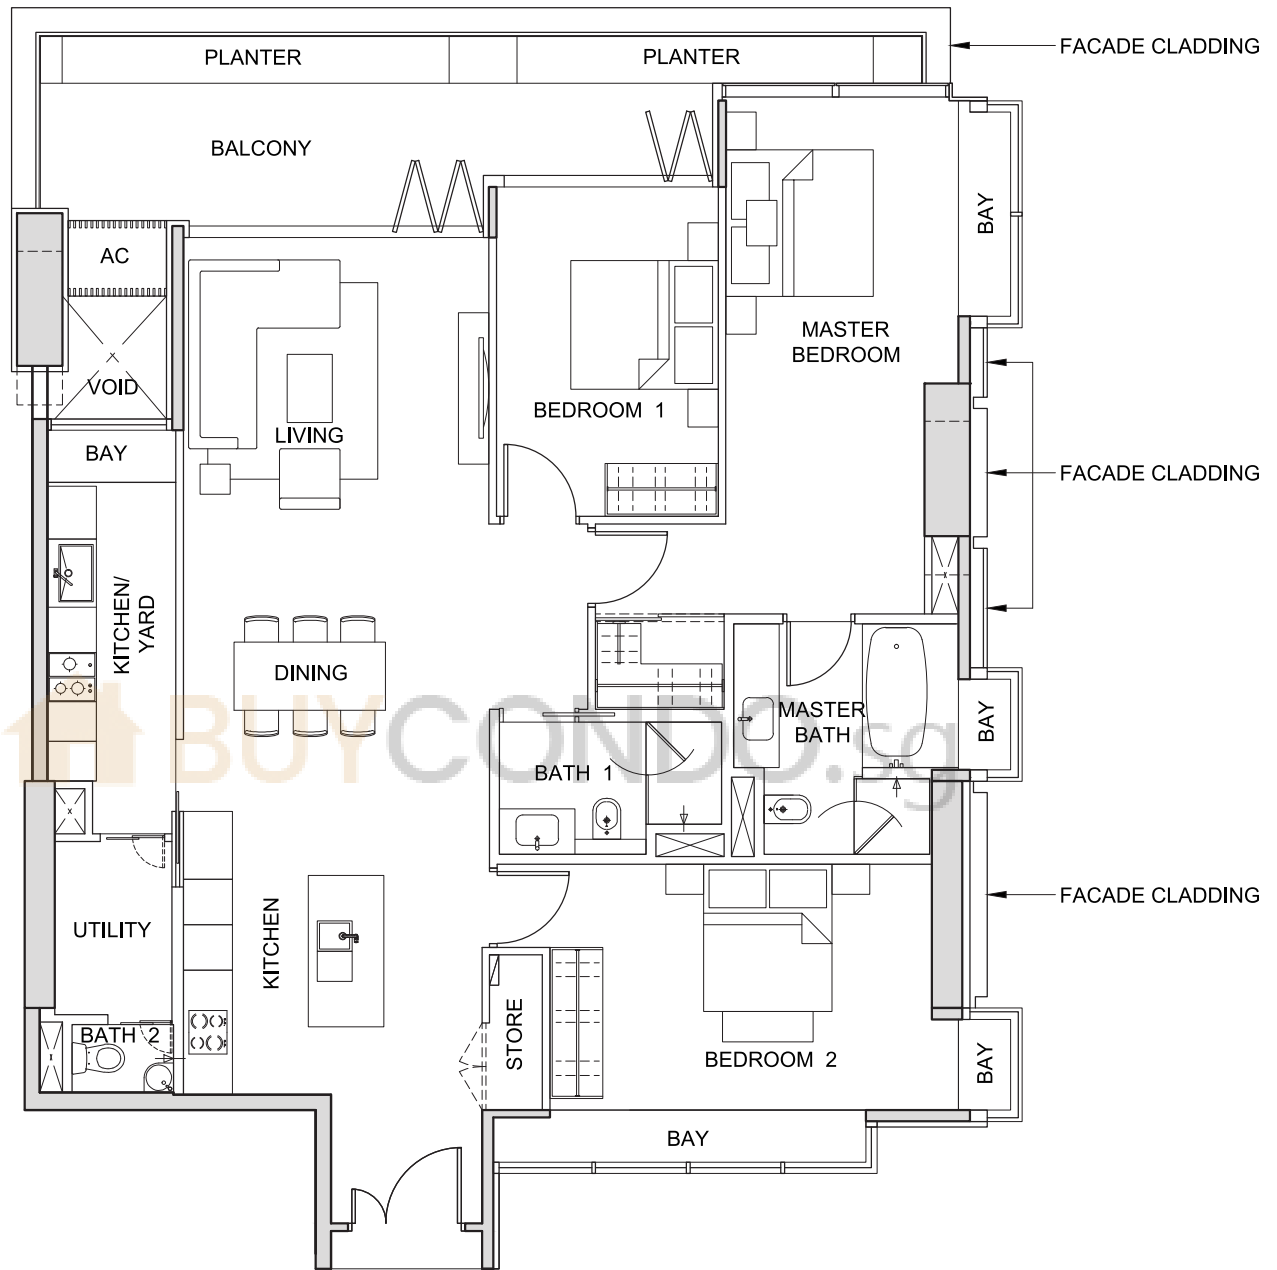 PLANTER
PLANTER
FACADE CLADDING
BALCONY
BAY
AC
MASTER
BEDROOM
VOID
BEDROOM 1
LIVING
BAY
FACADE CLADDING
KITCHEN/
YARD
DINING
MASTER
BATH
BAY
BUYCONDO.sg
BATH 1
FACADE CLADDING
UTILITY
KITCHEN
BATH 2
STORE
BEDROOM 2
BAY
BAY